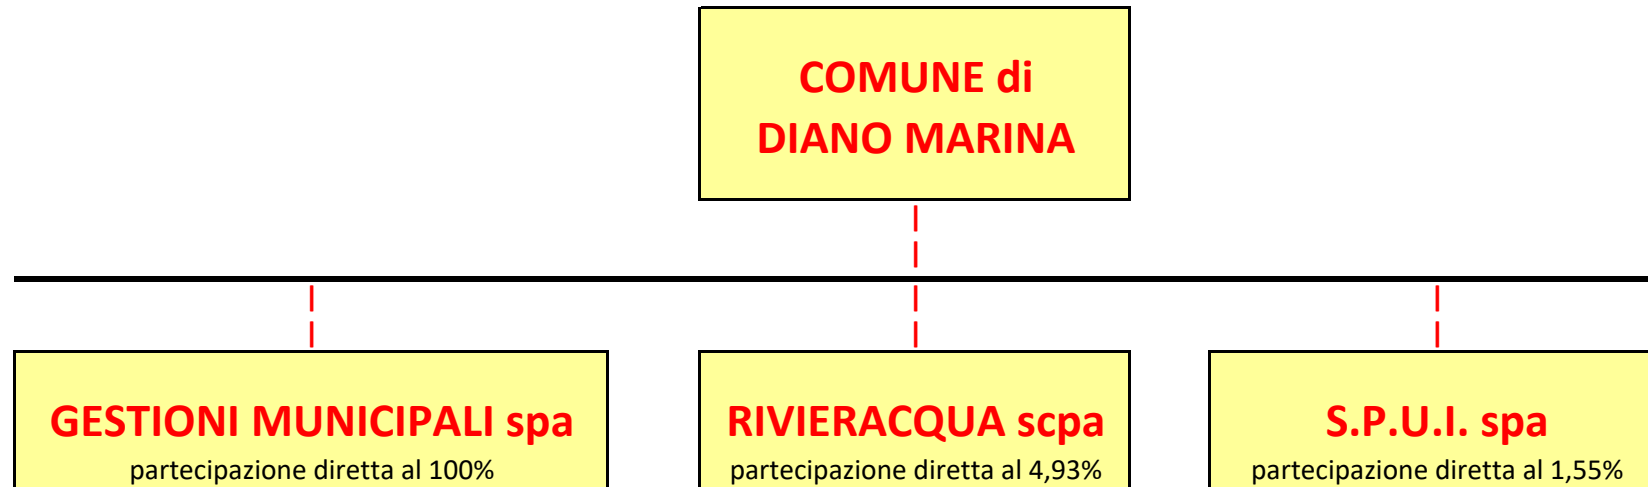 COMUNE di
DIANO MARINA
GESTIONI MUNICIPALI spa
partecipazione diretta al 100%
RIVIERACQUA scpa
partecipazione diretta al 4,93%
S.P.U.I. spa
partecipazione diretta al 1,55%